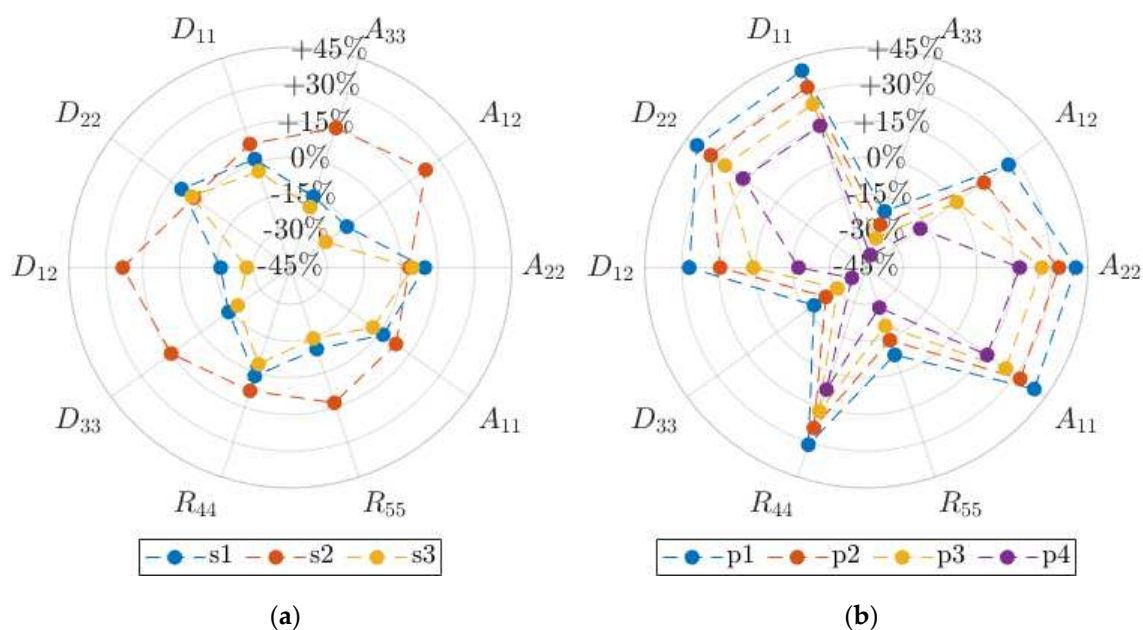 D₁₁ A₃₃
+45%
+30%
D₂₂ A₁₂
+15%
0%
-15%
-30%
D₁₂ -45% A₂₂
D₃₃ A₁₁
R₄₄ R₅₅
s1 s2 s3
(a)
D₁₁ A₃₃
+45%
+30%
D₂₂ A₁₂
+15%
0%
-15%
-30%
D₁₂ -45% A₂₂
D₃₃ A₁₁
R₄₄ R₅₅
p1 p2 p3 p4
(b)